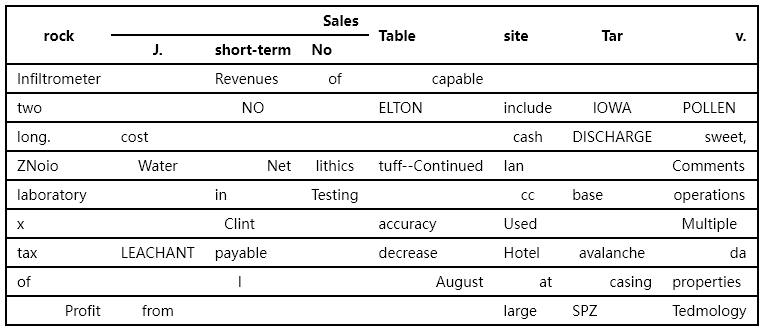 Sales
rock Table site Tar v.
J. short-term No
Infiltrometer Revenues of capable
two NO ELTON include IOWA POLLEN
long. cost cash DISCHARGE sweet,
ZNoio Water Net lithics tuff--Continued Ian Comments
laboratory in Testing cc base operations
x Clint accuracy Used Multiple
tax LEACHANT payable decrease Hotel avalanche da
of I August at casing properties
Profit from large SPZ Tedmology